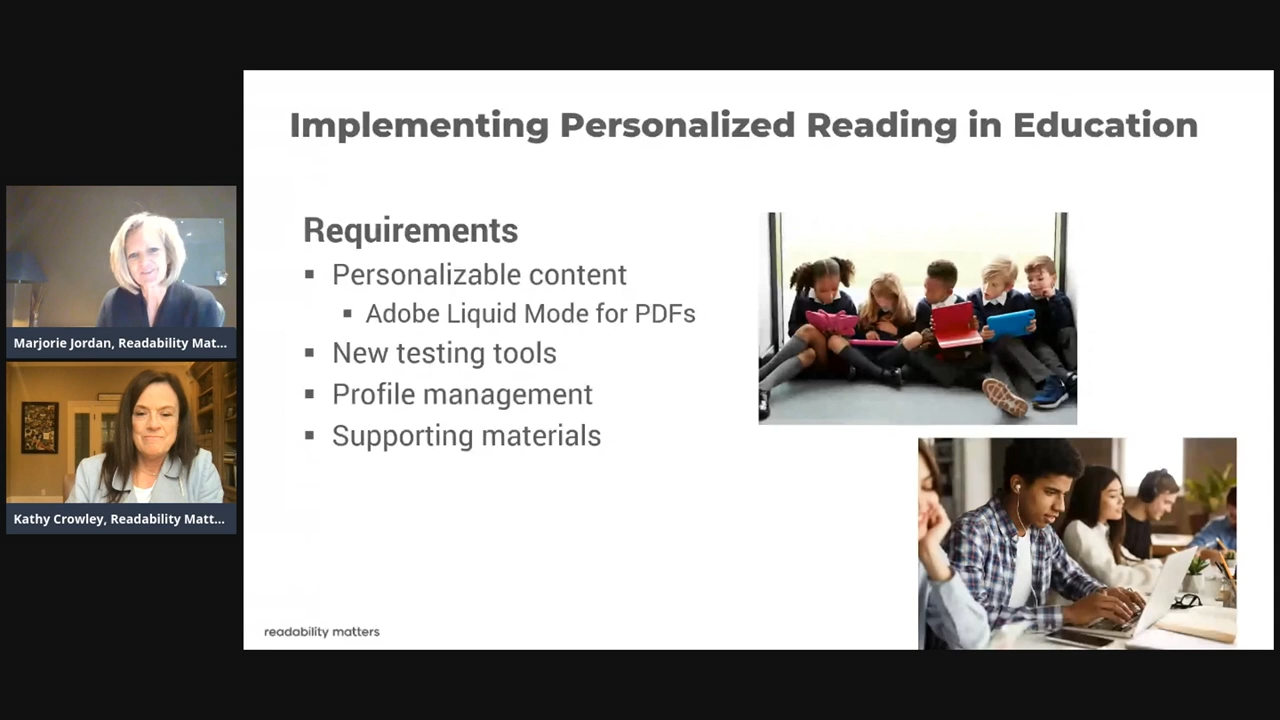 Implementing Personalized Reading in Education
Requirements
▪ Personalizable content
▪ Adobe Liquid Mode for PDFs
▪ New testing tools
▪ Profile management
▪ Supporting materials
readability matters
Marjorie Jordan, Readability Mat...
Kathy Crowley, Readability Matt...